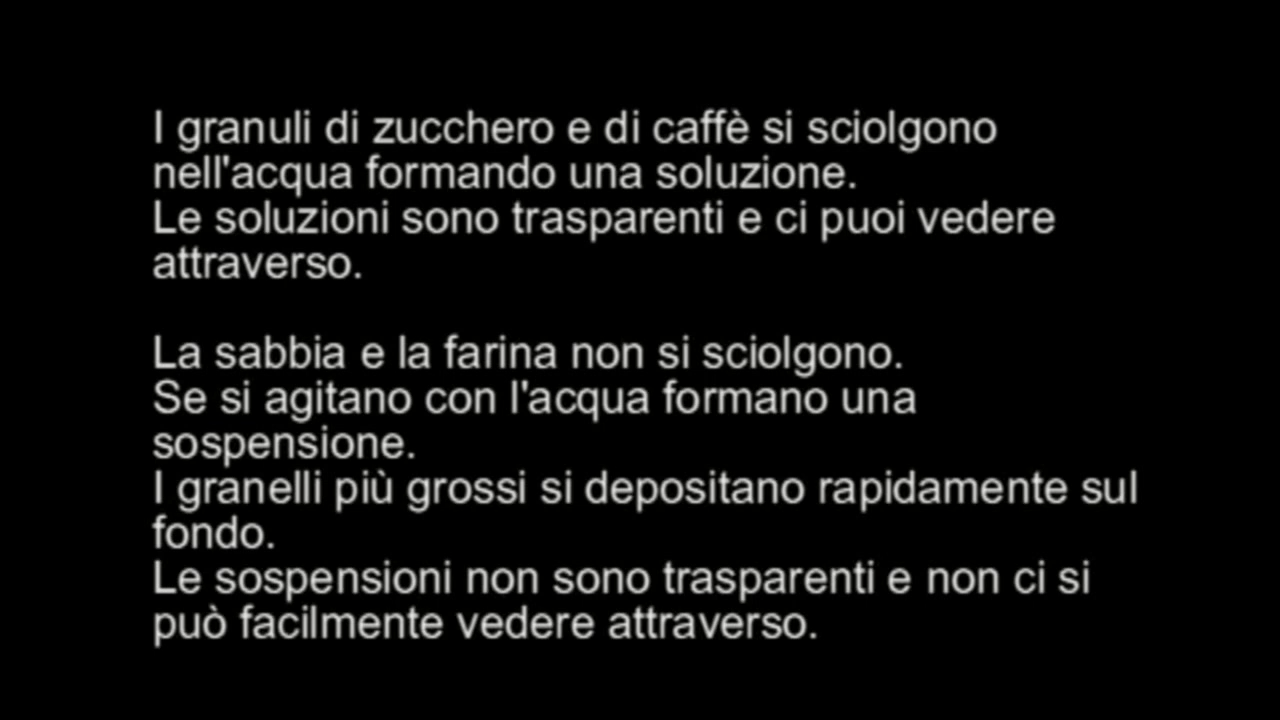 I granuli di zucchero e di caffè si sciolgono
nell'acqua formando una soluzione.
Le soluzioni sono trasparenti e ci puoi vedere
attraverso.
La sabbia e la farina non si sciolgono.
Se si agitano con l'acqua formano una
sospensione.
I granelli più grossi si depositano rapidamente sul
fondo.
Le sospensioni non sono trasparenti e non ci si
può facilmente vedere attraverso.